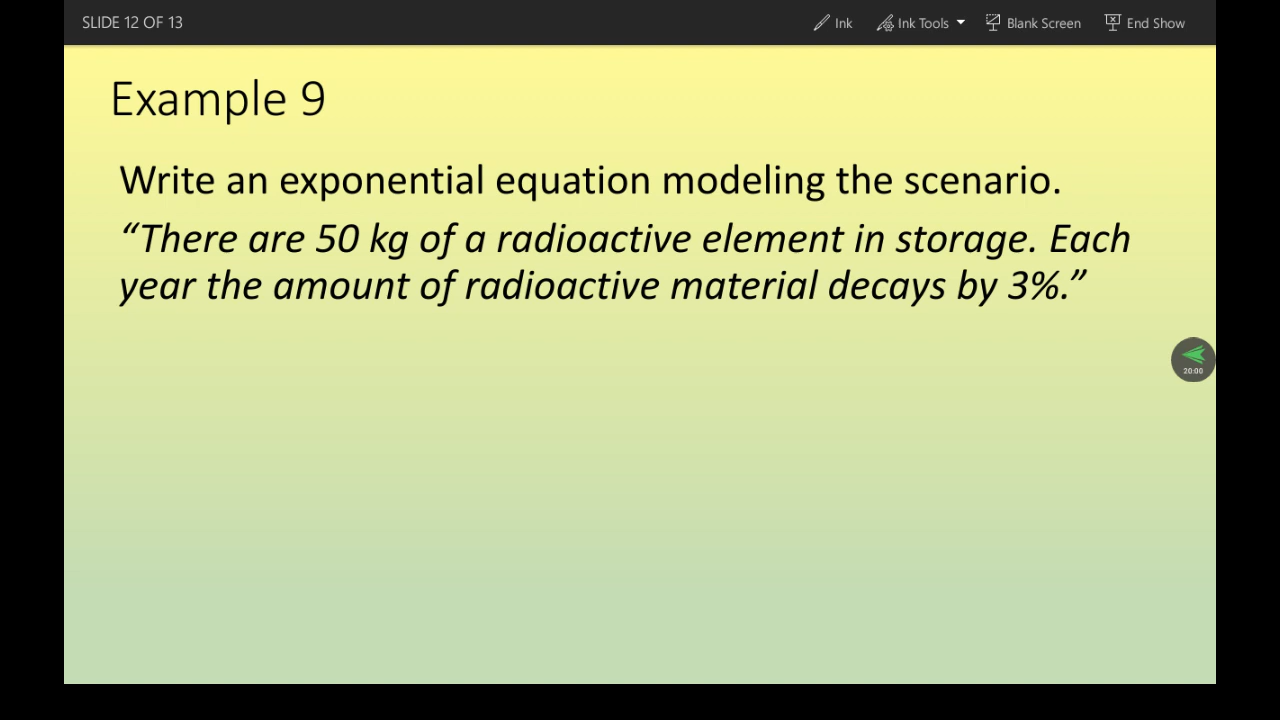 SLIDE 12 OF 13
Ink
Ink Tools
Blank Screen
End Show
Example 9
Write an exponential equation modeling the scenario.
“There are 50 kg of a radioactive element in storage. Each
year the amount of radioactive material decays by 3%.”
20:00